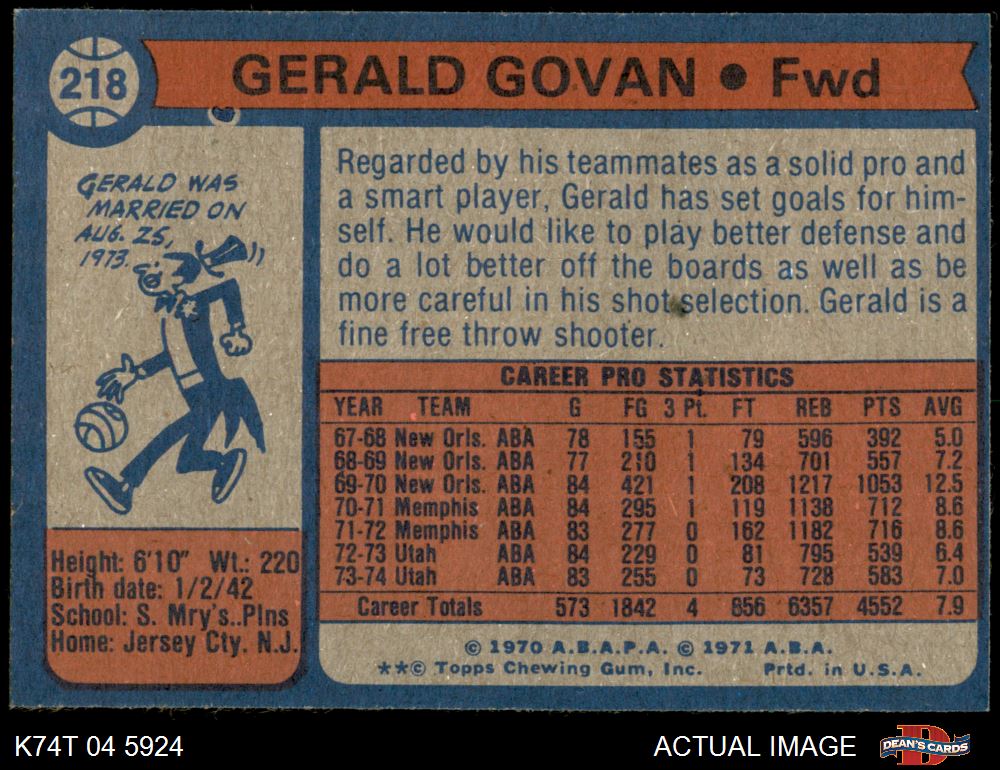 218
GERALD GOVAN • Fwd
GERALD WAS
MARRIED ON
AUG. 25,
1973.
Regarded by his teammates as a solid pro and
a smart player, Gerald has set goals for him-
self. He would like to play better defense and
do a lot better off the boards as well as be
more careful in his shot selection. Gerald is a
fine free throw shooter.
CAREER PRO STATISTICS
YEAR TEAM G FG 3 Pt. FT REB PTS AVG
67-68 New Orls. ABA 78 155 1 79 596 392 5.0
68-69 New Orls. ABA 77 210 1 134 701 557 7.2
69-70 New Orls. ABA 84 421 1 208 1217 1053 12.5
70-71 Memphis ABA 84 295 1 119 1138 712 8.6
71-72 Memphis ABA 83 277 0 162 1182 716 8.6
72-73 Utah ABA 84 229 0 81 795 539 6.4
73-74 Utah ABA 83 255 0 73 728 583 7.0
Career Totals 573 1842 4 856 6357 4552 7.9
Height: 6'10" Wt.: 220
Birth date: 1/2/42
School: S. Mry's..Plns
Home: Jersey Cty. N.J.
© 1970 A.B.A.P.A. © 1971 A.B.A.
**© Topps Chewing Gum, Inc. Prtd. in U.S.A.
K74T 04 5924 ACTUAL IMAGE DEAN'S CARDS